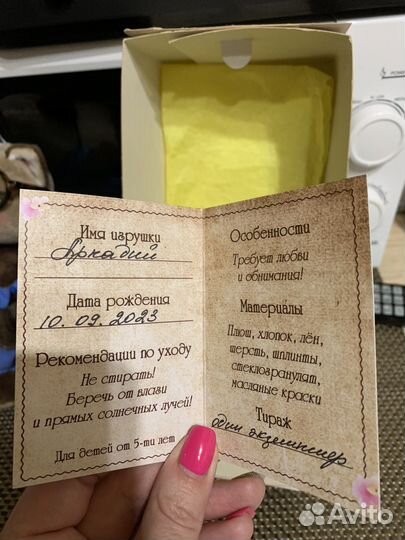 Имя игрушки
Аркадий
Дата рождения
10.09.2023
Рекомендации по уходу
Не стирать!
Беречь от влаги
и прямых солнечных лучей!
Для детей от 5-ти лет
Особенности
Требует любви
и обнимания!
Материалы
Плюш, хлопок, лён,
шерсть, шплинты,
стеклогранулят,
масляные краски
Тираж
один экземпляр
Avito